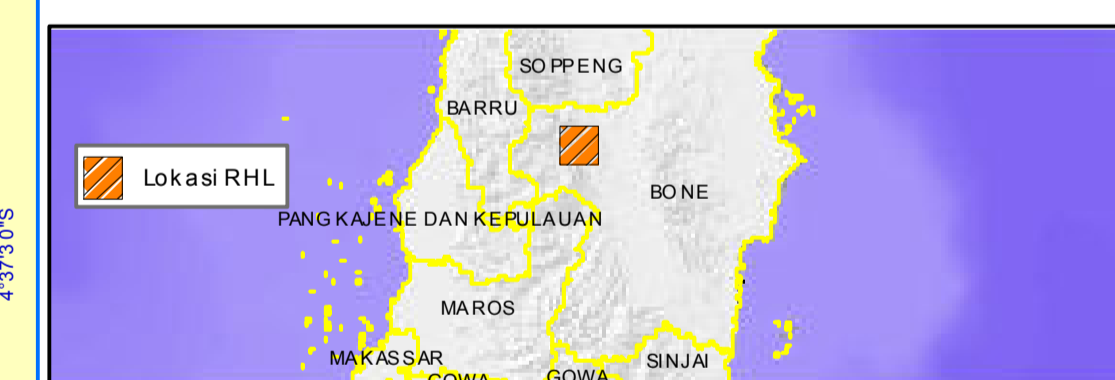 SOPPENG
BARRU
Lokasi RHL
BONE
PANGKAJENE DAN KEPULAUAN
4°37'30"S
MAROS
MAKASSAR
SINJAI
GOWA
GOWA